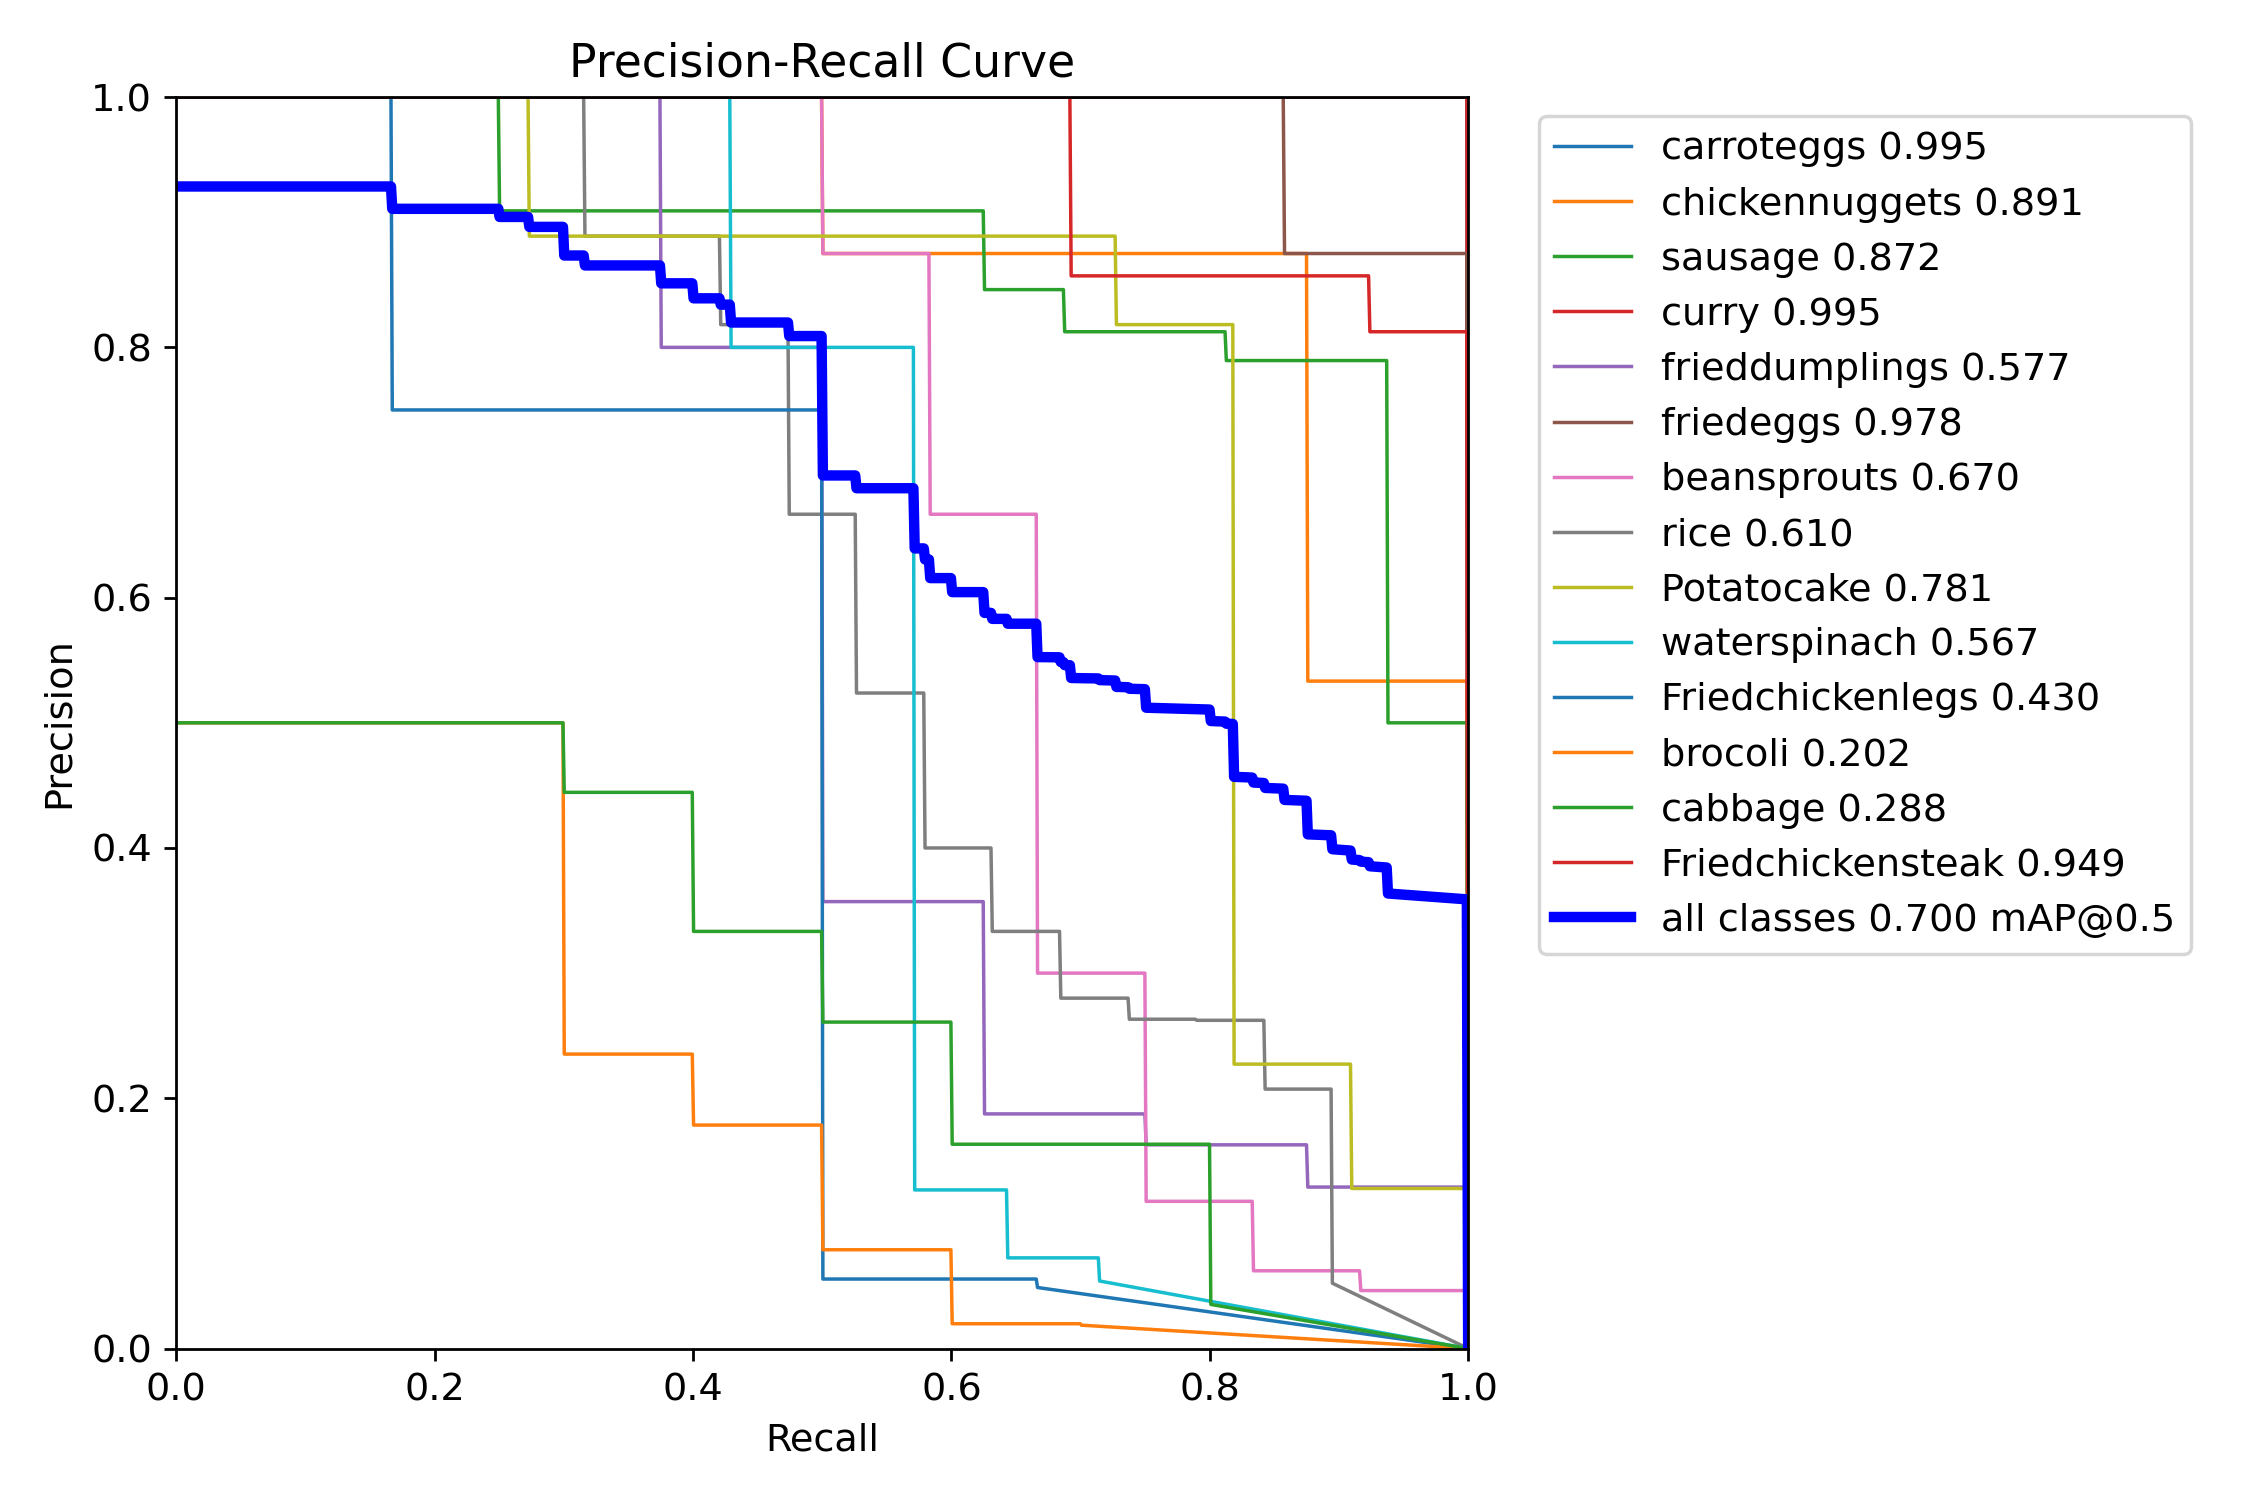 Precision-Recall Curve
1.0
0.8
0.6
0.4
0.2
0.0
Precision
0.0 0.2 0.4 0.6 0.8 1.0
Recall
carroteggs 0.995
chickennuggets 0.891
sausage 0.872
curry 0.995
frieddumplings 0.577
friedeggs 0.978
beansprouts 0.670
rice 0.610
Potatocake 0.781
waterspinach 0.567
Friedchickenlegs 0.430
brocoli 0.202
cabbage 0.288
Friedchickensteak 0.949
all classes 0.700 mAP@0.5